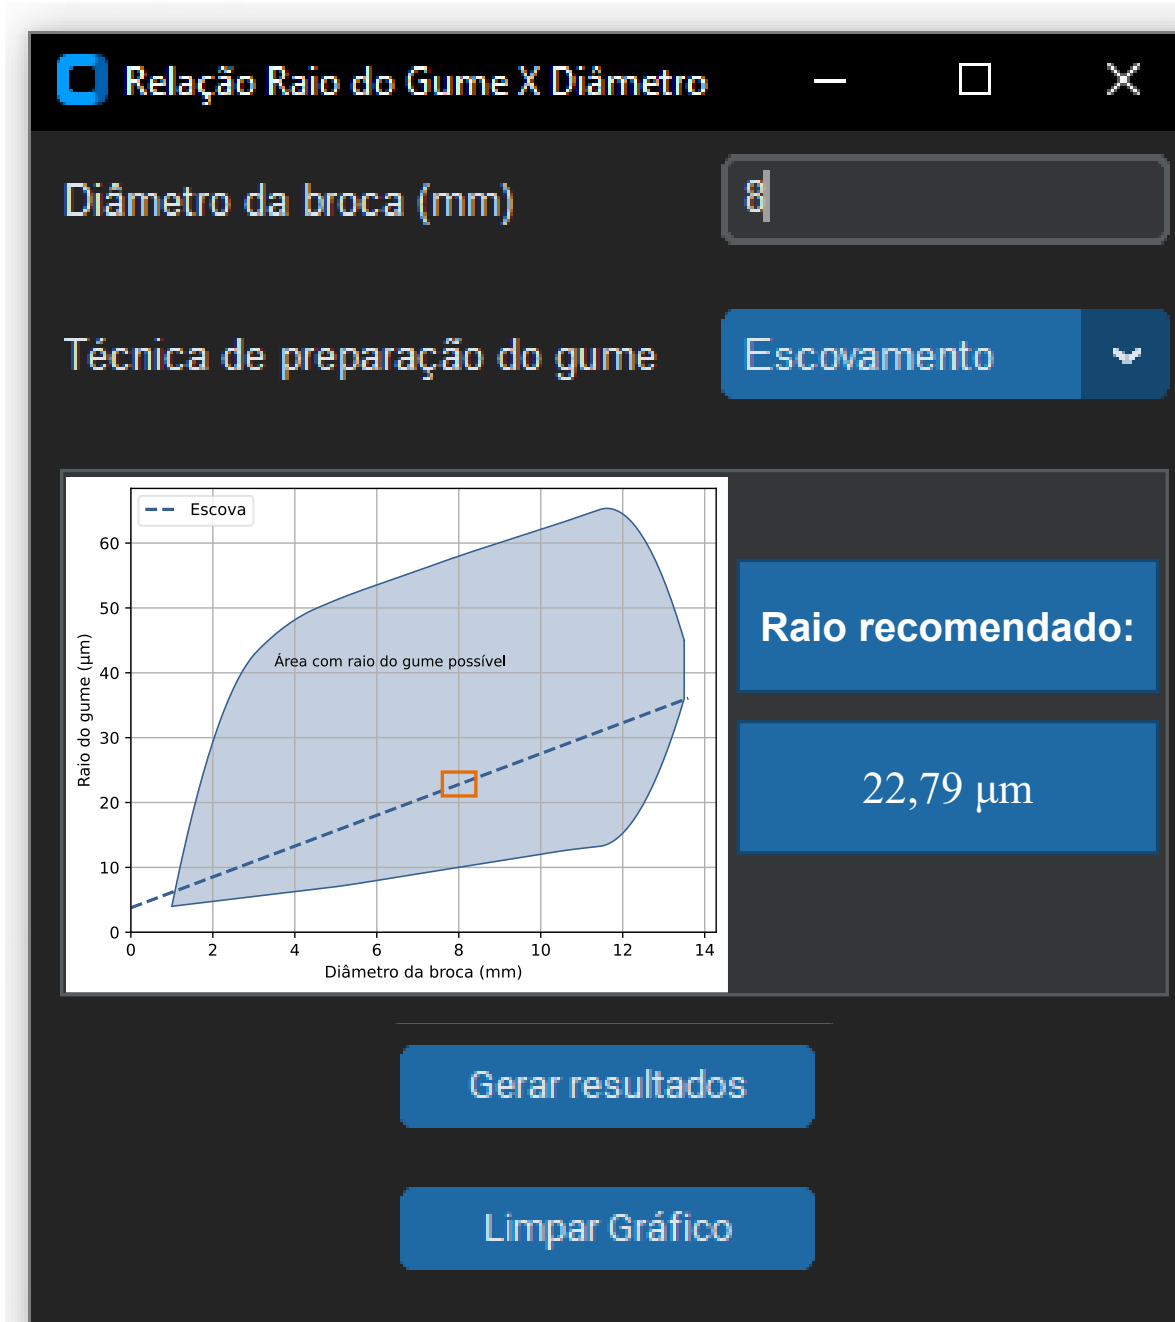 Relação Raio do Gume X Diâmetro
Diâmetro da broca (mm)
8
Técnica de preparação do gume
Escovamento
Escova
60
50
40
30
20
10
0
Raio do gume (µm)
Área com raio do gume possível
0 2 4 6 8 10 12 14
Diâmetro da broca (mm)
Raio recomendado:
22,79 µm
Gerar resultados
Limpar Gráfico